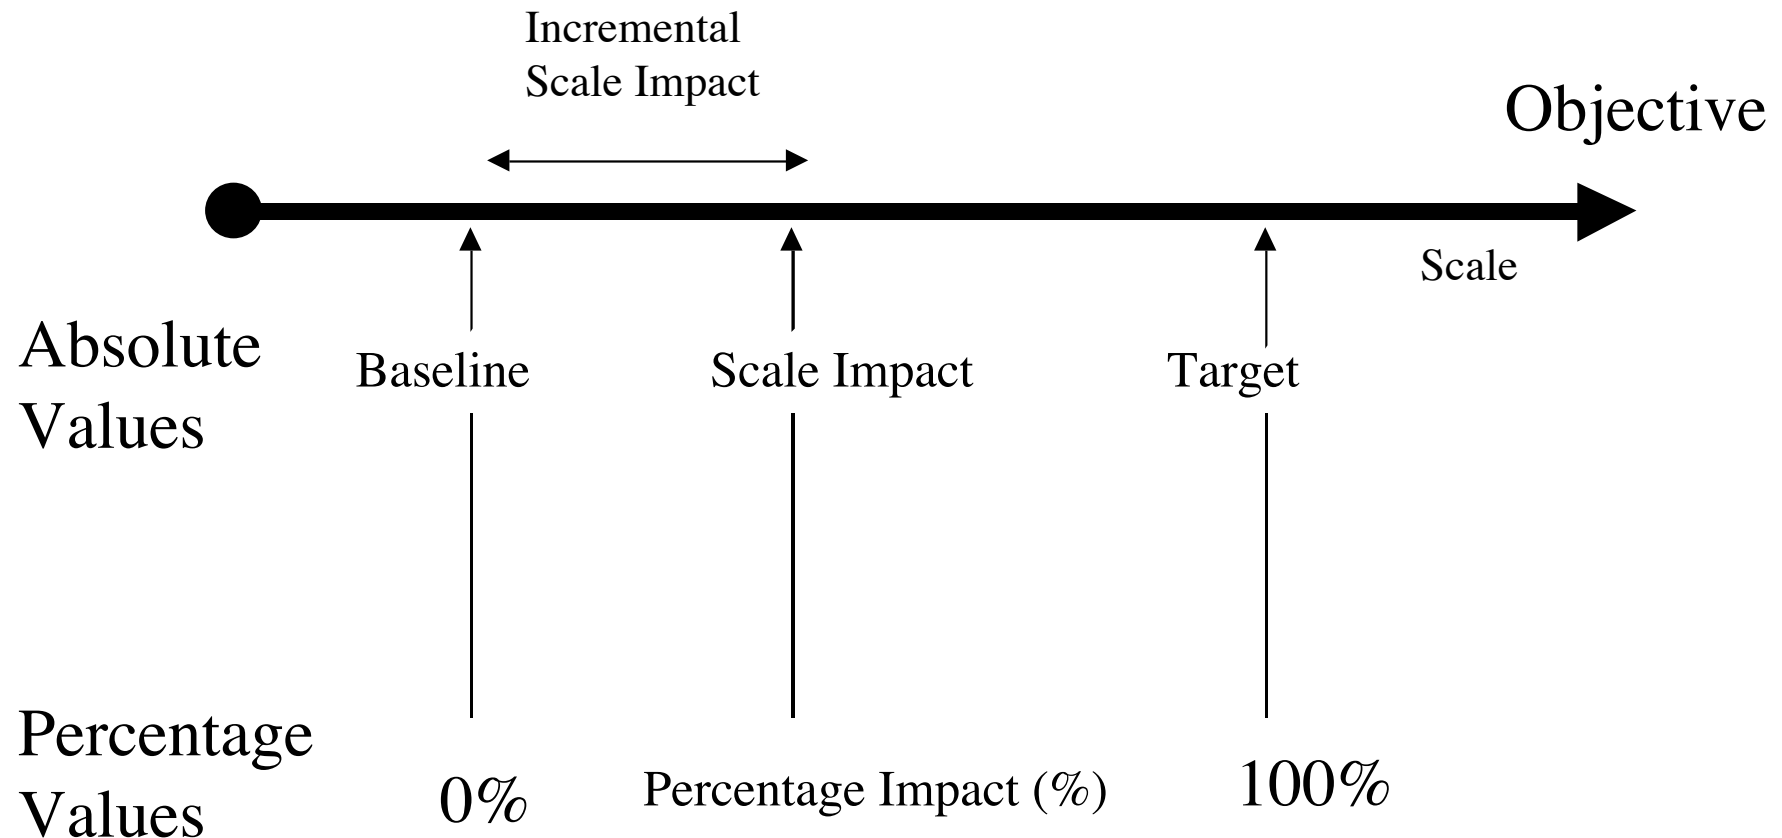 Incremental
Scale Impact
Objective
Scale
Absolute
Values
Baseline
Scale Impact
Target
Percentage
Values
0%
Percentage Impact (%)
100%